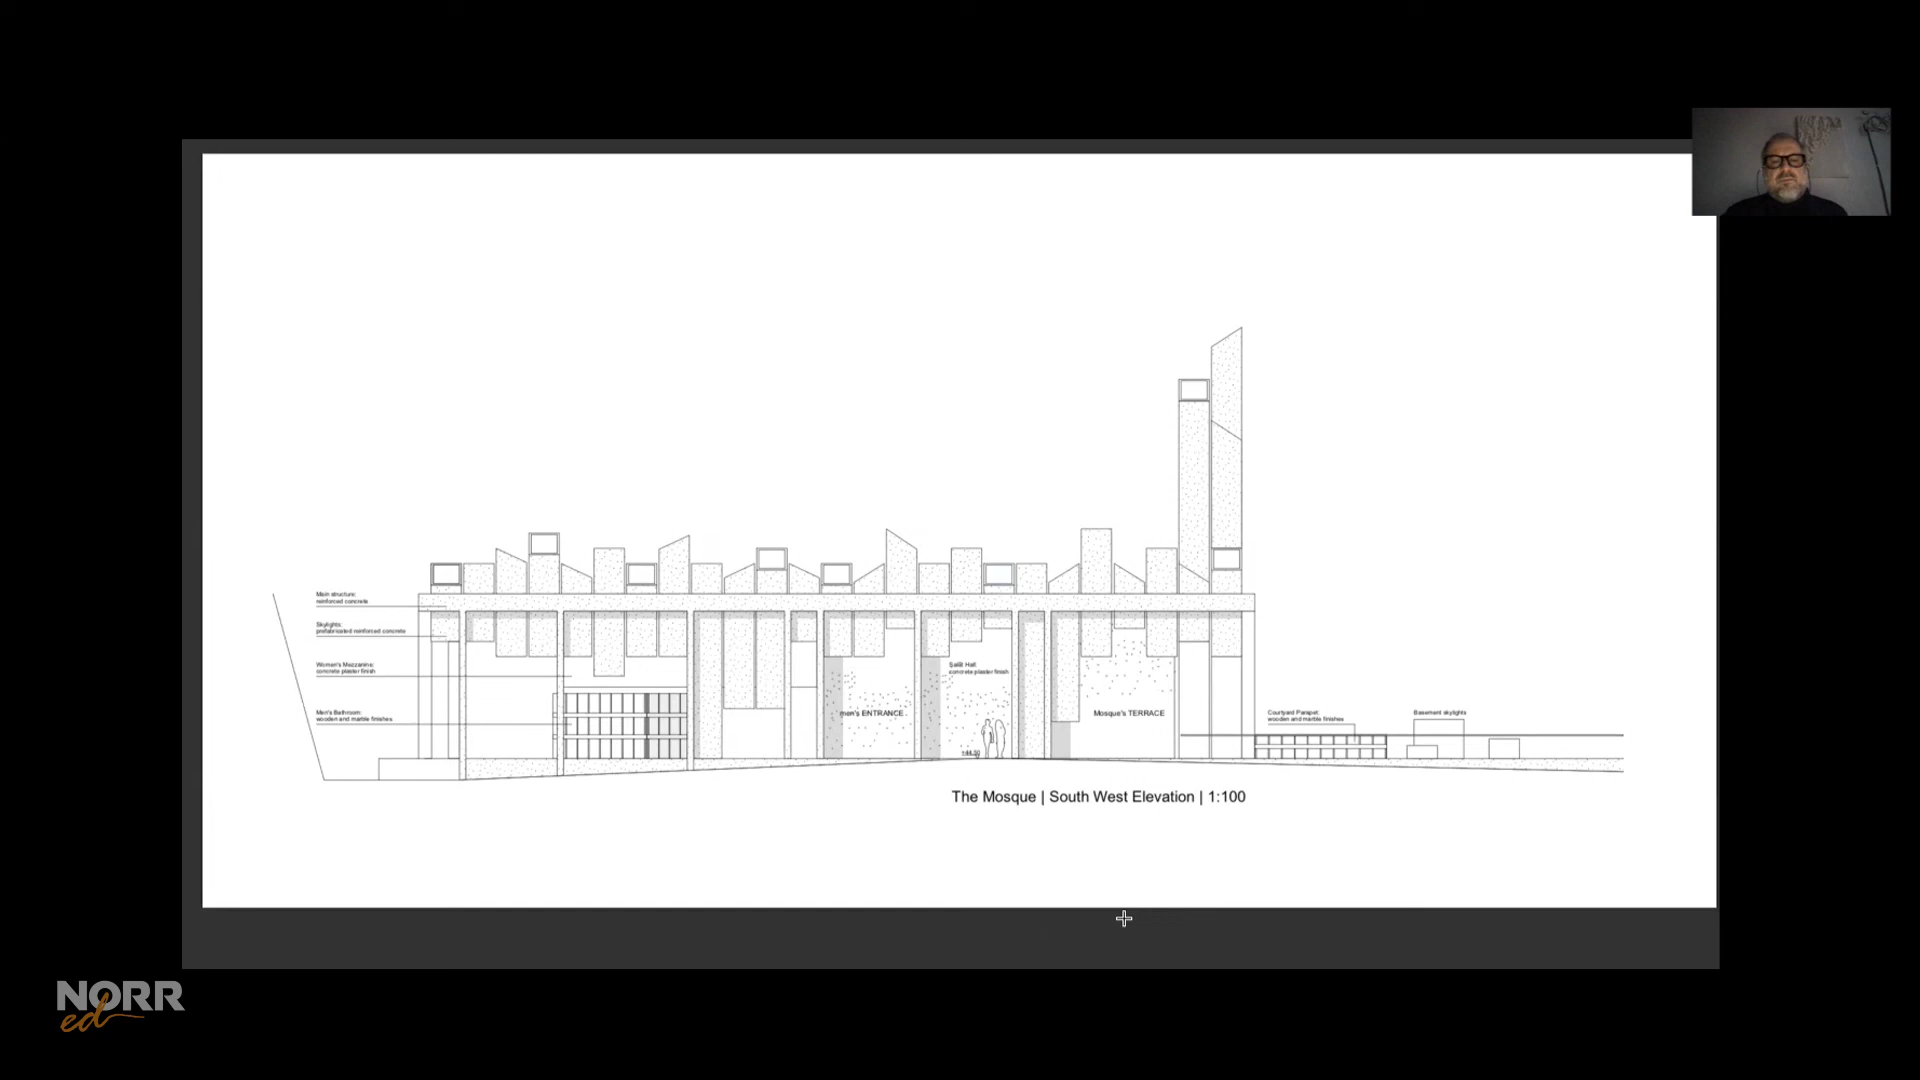 Main structure:
reinforced concrete
Skylights:
prefabricated reinforced concrete
Women's Mezzanine:
concrete plaster finish
Men's Bathroom:
wooden and marble finishes
men's ENTRANCE
Salāt Hall:
concrete plaster finish
Mosque's TERRACE
Courtyard Parapet:
wooden and marble finishes
Basement skylights
The Mosque | South West Elevation | 1:100
NORR
ed